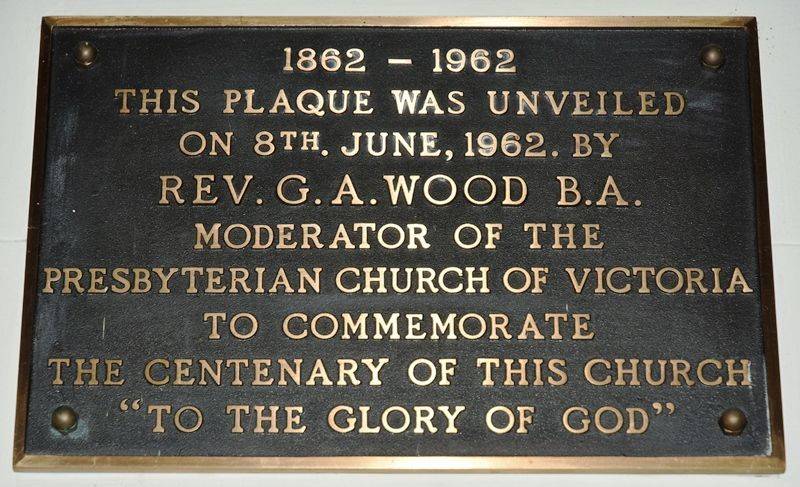 1862 – 1962
THIS PLAQUE WAS UNVEILED
ON 8TH. JUNE, 1962. BY
REV. G. A. WOOD B.A.
MODERATOR OF THE
PRESBYTERIAN CHURCH OF VICTORIA
TO COMMEMORATE
THE CENTENARY OF THIS CHURCH
“TO THE GLORY OF GOD”